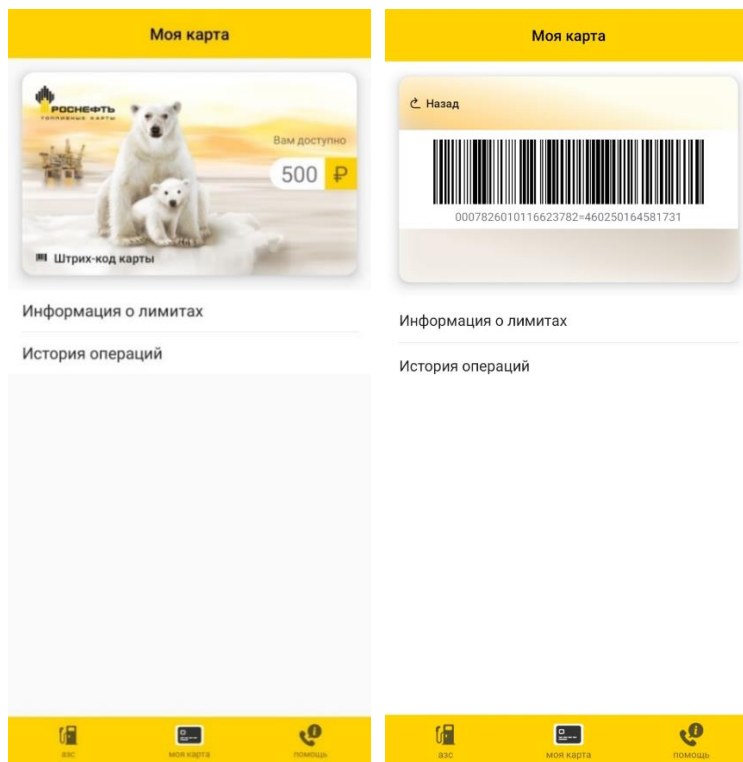 Моя карта
РОСНЕФТЬ
ТОПЛИВНЫЕ КАРТЫ
Вам доступно
500 ₽
Штрих-код карты
Информация о лимитах
История операций
азс
моя карта
помощь
Моя карта
Назад
0007826010116623782=460250164581731
Информация о лимитах
История операций
азс
моя карта
помощь